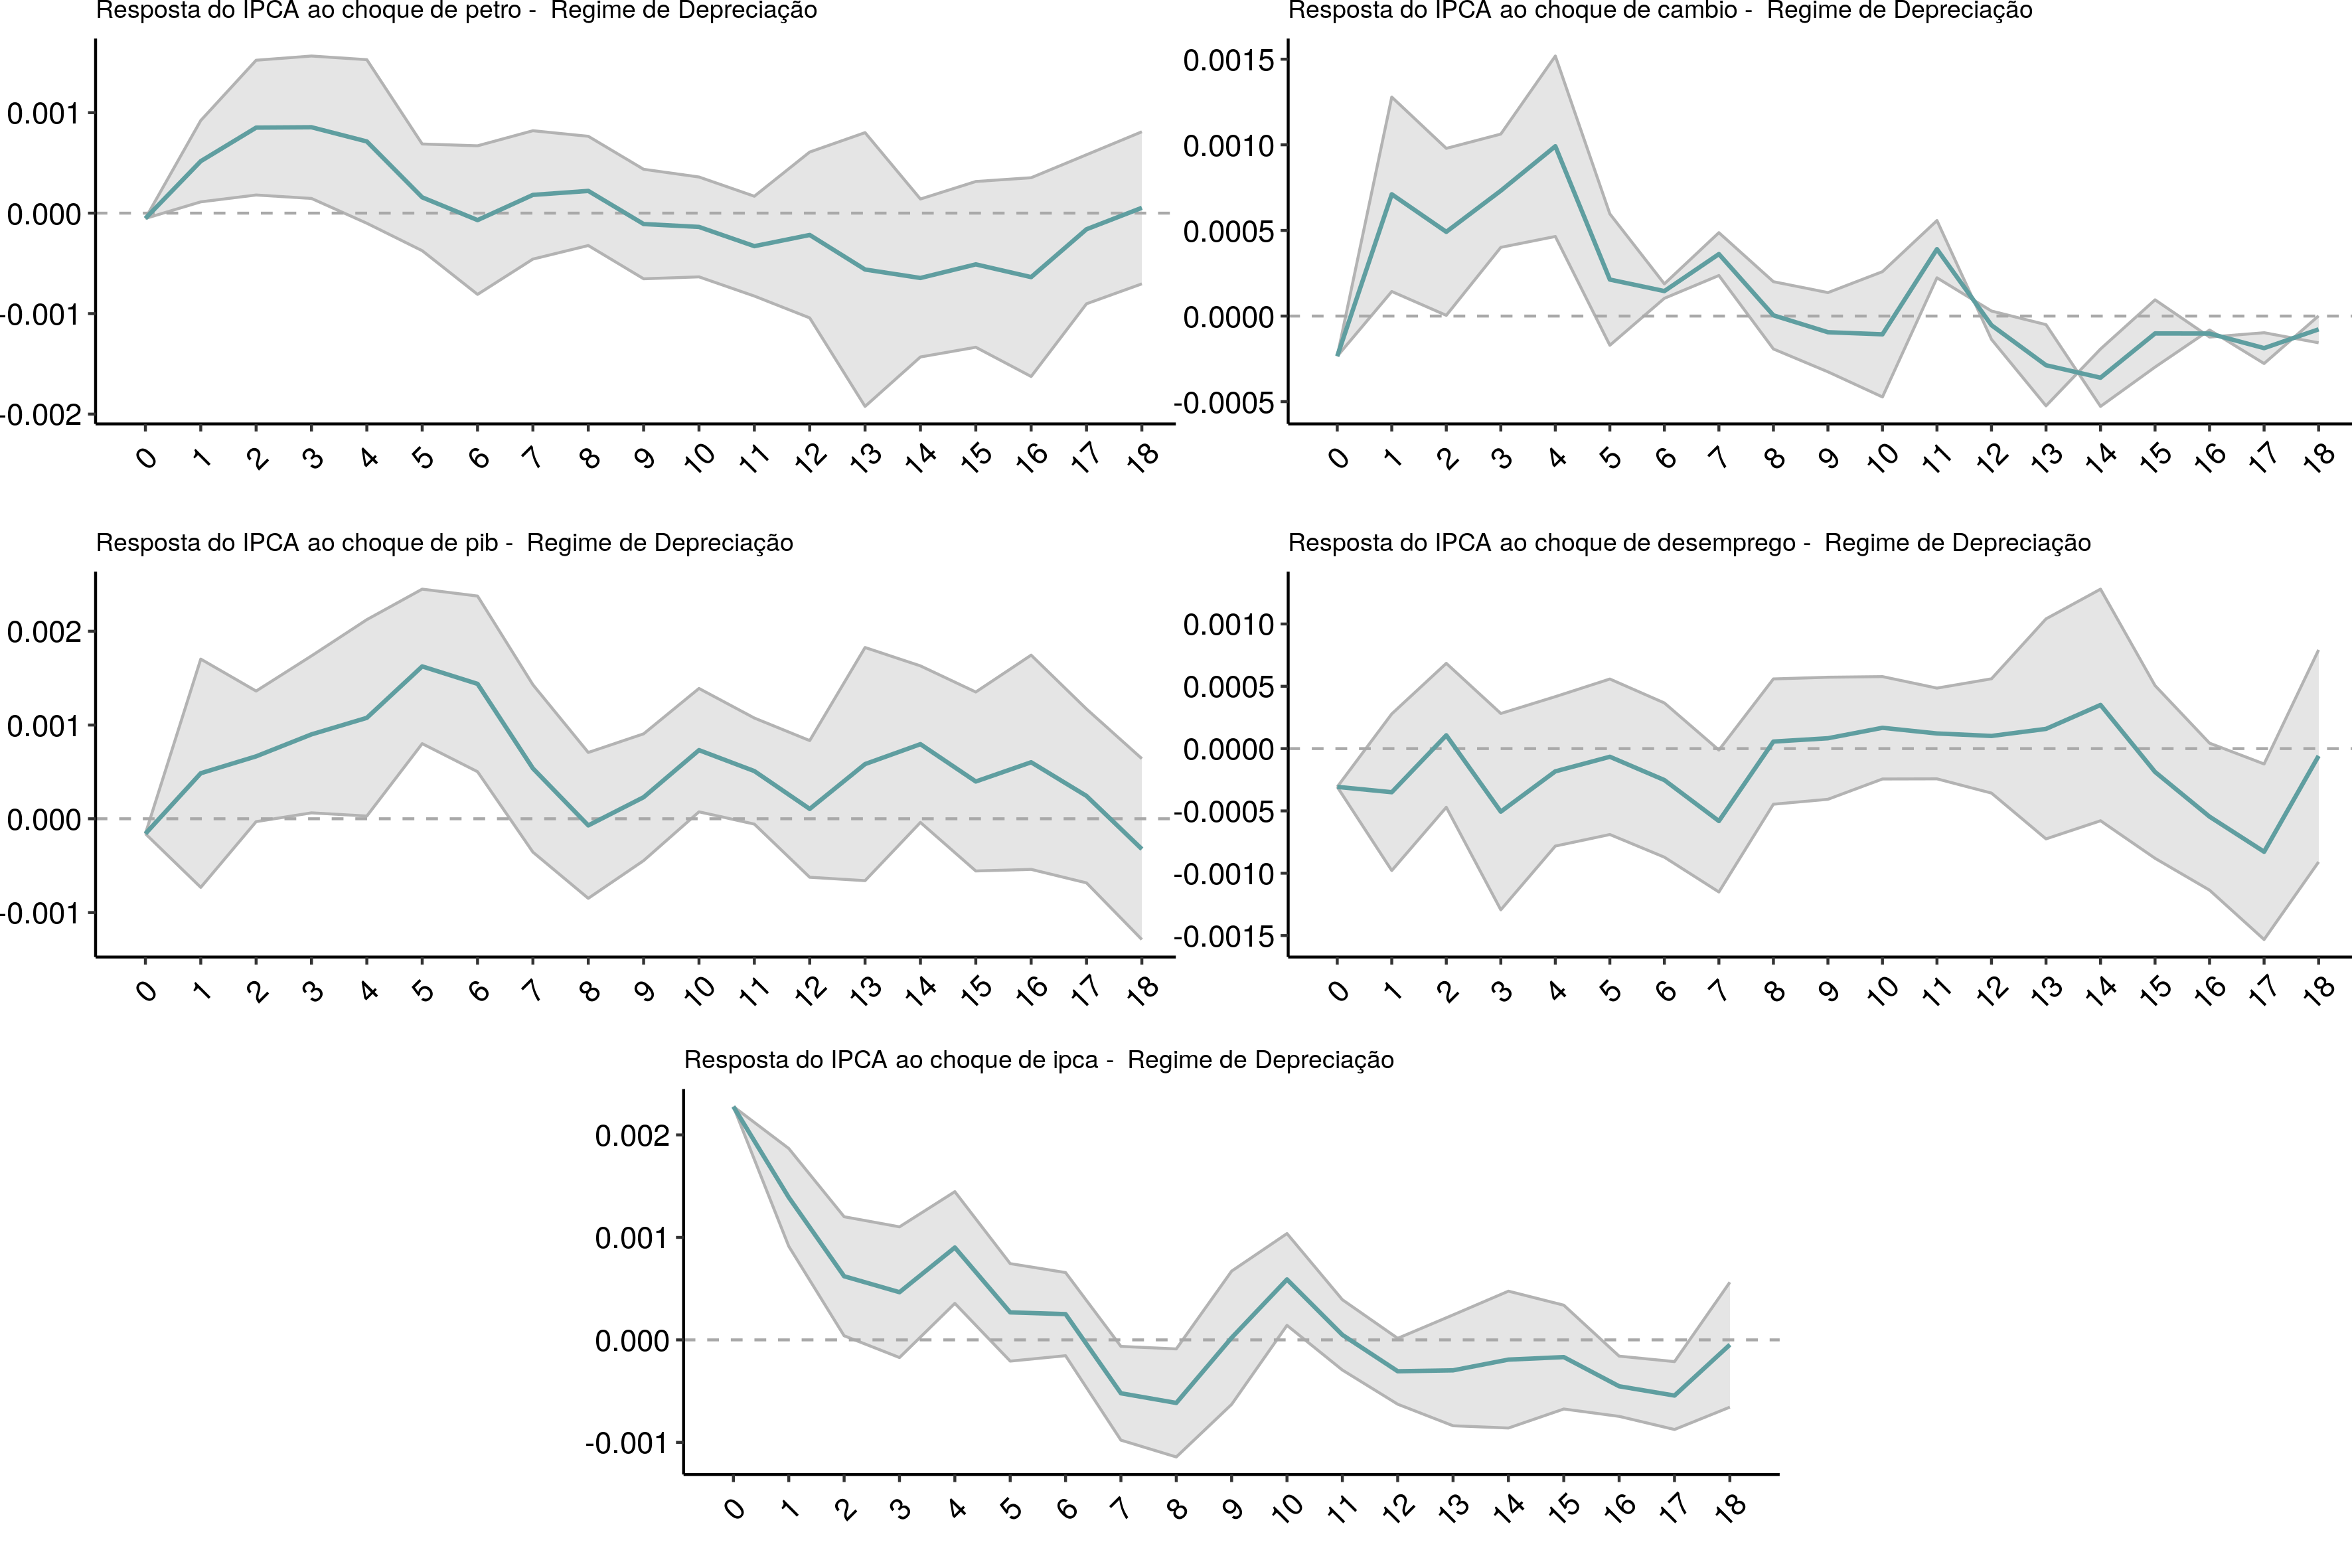 Resposta do IPCA ao choque de petro - Regime de Depreciação
0.001
0.000
-0.001
-0.002
0 1 2 3 4 5 6 7 8 9 10 11 12 13 14 15 16 17 18
Resposta do IPCA ao choque de cambio - Regime de Depreciação
0.0015
0.0010
0.0005
0.0000
-0.0005
0 1 2 3 4 5 6 7 8 9 10 11 12 13 14 15 16 17 18
Resposta do IPCA ao choque de pib - Regime de Depreciação
0.002
0.001
0.000
-0.001
0 1 2 3 4 5 6 7 8 9 10 11 12 13 14 15 16 17 18
Resposta do IPCA ao choque de desemprego - Regime de Depreciação
0.0010
0.0005
0.0000
-0.0005
-0.0010
-0.0015
0 1 2 3 4 5 6 7 8 9 10 11 12 13 14 15 16 17 18
Resposta do IPCA ao choque de ipca - Regime de Depreciação
0.002
0.001
0.000
-0.001
0 1 2 3 4 5 6 7 8 9 10 11 12 13 14 15 16 17 18